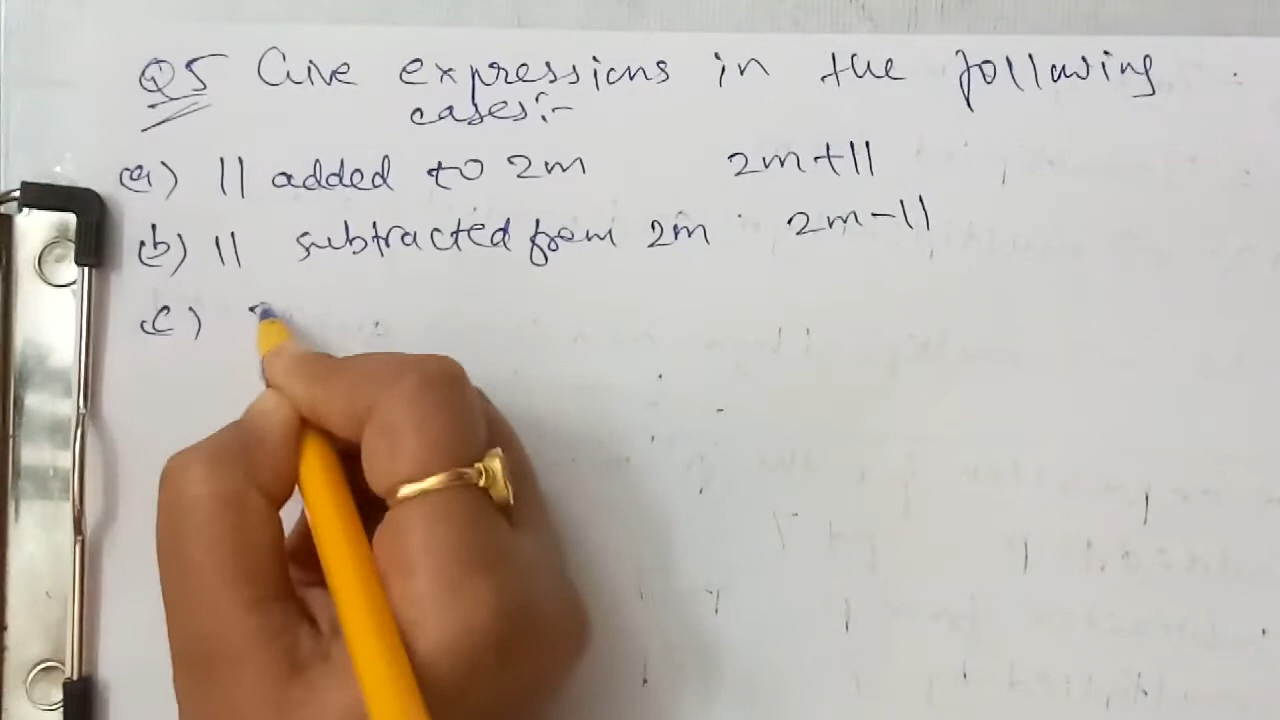 Q5 Give expressions in the following
cases:-
(a) 11 added to 2m 2m+11
(b) 11 subtracted from 2m 2m-11
(c)